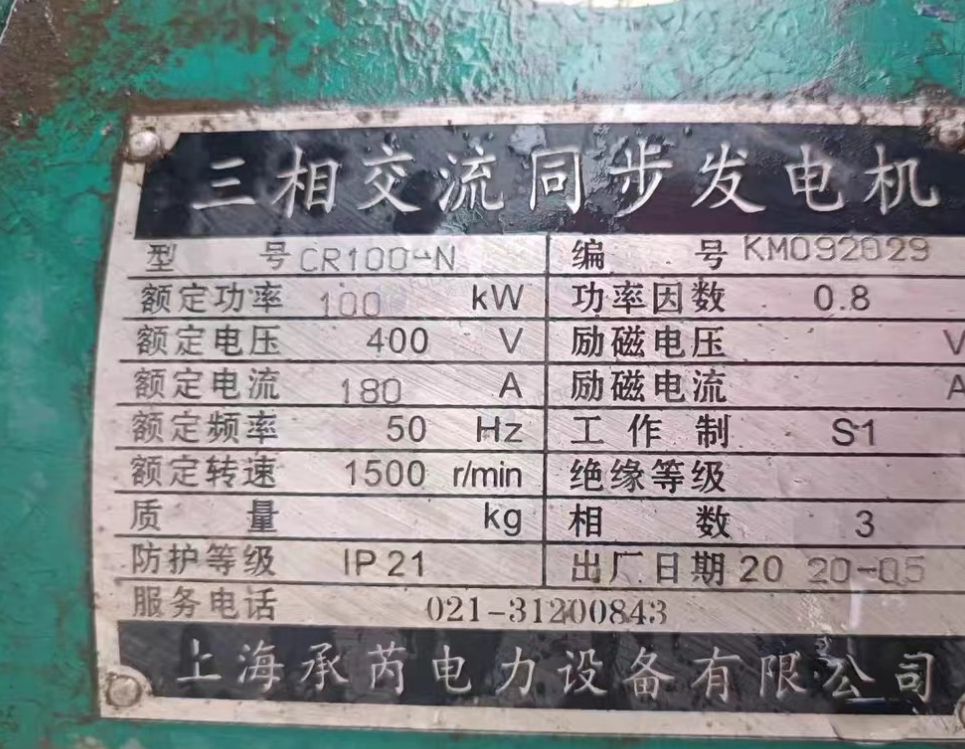 三相交流同步发电机
型号 CR100-N 编号 KM092029
额定功率 100 kW 功率因数 0.8
额定电压 400 V 励磁电压 V
额定电流 180 A 励磁电流 A
额定频率 50 Hz 工作制 S1
额定转速 1500 r/min 绝缘等级
质量 kg 相数 3
防护等级 IP21 出厂日期 20 20-05
服务电话 021-31200843
上海承芮电力设备有限公司